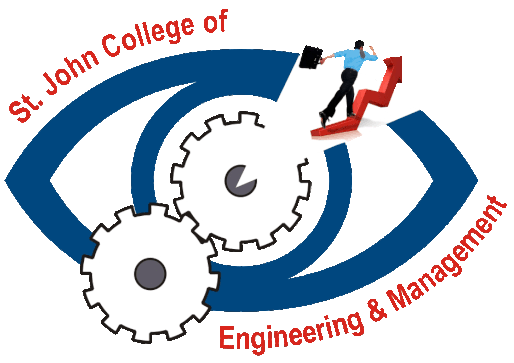 St. John College of
Engineering & Management